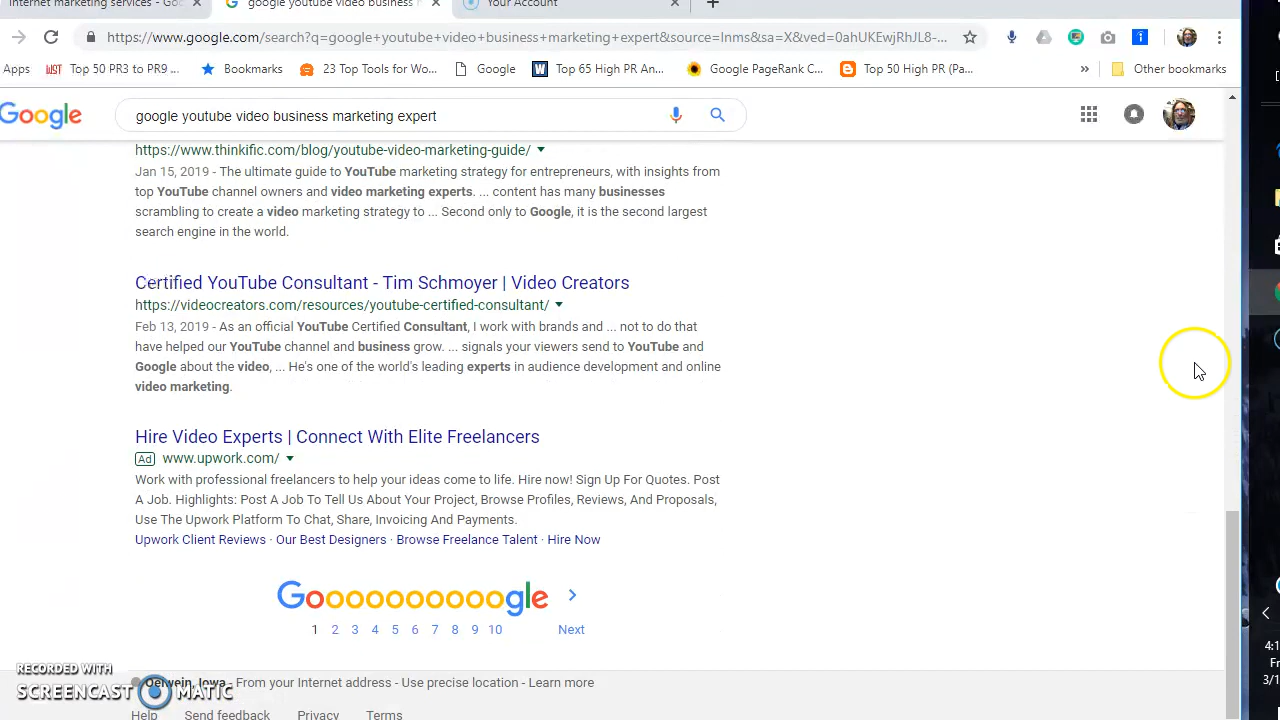 internet marketing services - Goo
google youtube video business m
Your Account
https://www.google.com/search?q=google+youtube+video+business+marketing+expert&source=lnms&sa=X&ved=0ahUKEwjRhJL8-...
Apps
Top 50 PR3 to PR9 ...
Bookmarks
23 Top Tools for Wo...
Google
Top 65 High PR An...
Google PageRank C...
Top 50 High PR (Pa...
»
Other bookmarks
Google
google youtube video business marketing expert
https://www.thinkific.com/blog/youtube-video-marketing-guide/
Jan 15, 2019 - The ultimate guide to YouTube marketing strategy for entrepreneurs, with insights from
top YouTube channel owners and video marketing experts. ... content has many businesses
scrambling to create a video marketing strategy to ... Second only to Google, it is the second largest
search engine in the world.
Certified YouTube Consultant - Tim Schmoyer | Video Creators
https://videocreators.com/resources/youtube-certified-consultant/
Feb 13, 2019 - As an official YouTube Certified Consultant, I work with brands and ... not to do that
have helped our YouTube channel and business grow. ... signals your viewers send to YouTube and
Google about the video, ... He's one of the world's leading experts in audience development and online
video marketing.
Hire Video Experts | Connect With Elite Freelancers
Ad www.upwork.com/
Work with professional freelancers to help your ideas come to life. Hire now! Sign Up For Quotes. Post
A Job. Highlights: Post A Job To Tell Us About Your Project, Browse Profiles, Reviews, And Proposals,
Use The Upwork Platform To Chat, Share, Invoicing And Payments.
Upwork Client Reviews · Our Best Designers · Browse Freelance Talent · Hire Now
Goooooooooogle
1 2 3 4 5 6 7 8 9 10 Next
Oelwein, Iowa - From your Internet address - Use precise location - Learn more
Help Send feedback Privacy Terms
RECORDED WITH
SCREENCAST MATIC
4:1
Fr
3/1